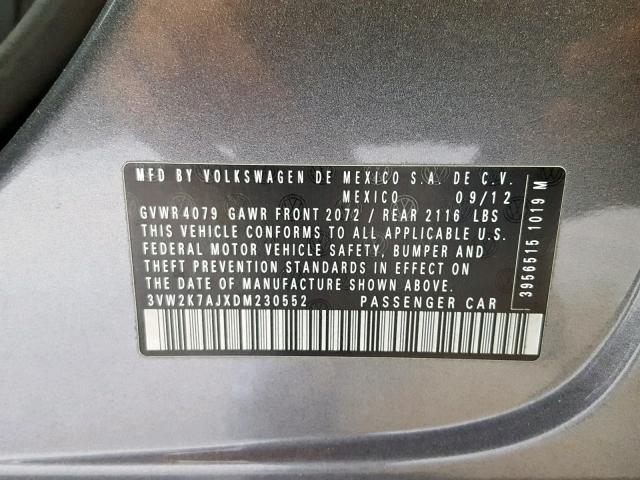 MFD BY VOLKSWAGEN DE MEXICO S.A. DE C.V.
MEXICO 09/12
GVWR 4079 GAWR FRONT 2072 / REAR 2116 LBS
THIS VEHICLE CONFORMS TO ALL APPLICABLE U.S.
FEDERAL MOTOR VEHICLE SAFETY, BUMPER AND
THEFT PREVENTION STANDARDS IN EFFECT ON
THE DATE OF MANUFACTURE SHOWN ABOVE.
3VW2K7AJXDM230552 PASSENGER CAR
3956515 1019 M